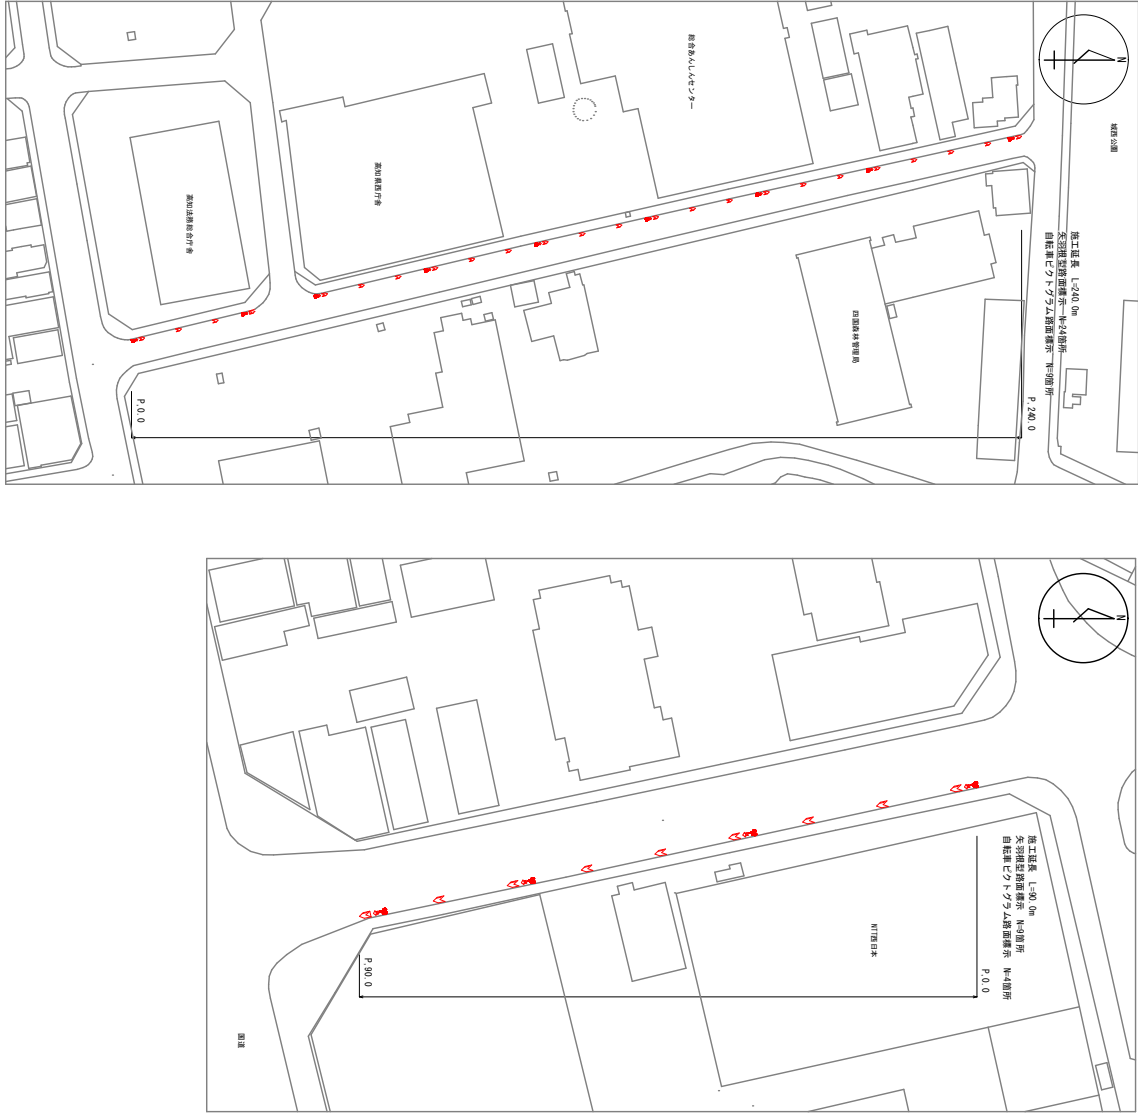 N
城西公園
総合あんしんセンター
高知県西庁舎
高知法務総合庁舎
四国森林管理局
施工延長 L=240.0m
矢羽根型路面標示 N=24箇所
自転車ピクトグラム路面標示 N=9箇所
P.240.0
P.0.0
N
施工延長 L=90.0m
矢羽根型路面標示 N=9箇所
自転車ピクトグラム路面標示 N=4箇所
NTT西日本
P.0.0
P.90.0
国道